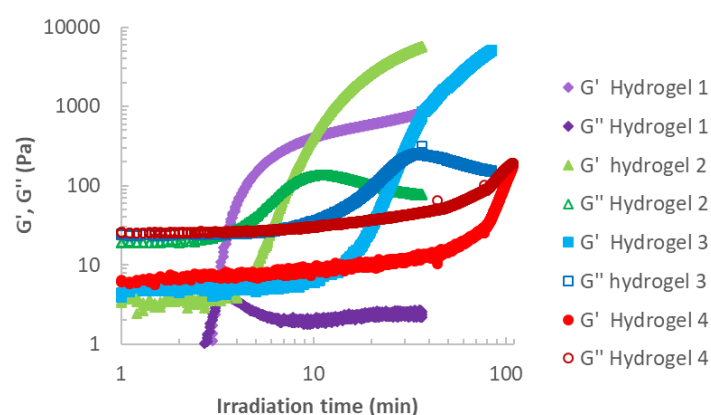 10000
1000
100
10
1
G', G'' (Pa)
1 10 100
Irradiation time (min)
G' Hydrogel 1
G'' Hydrogel 1
G' hydrogel 2
G'' Hydrogel 2
G' Hydrogel 3
G'' hydrogel 3
G' Hydrogel 4
G'' Hydrogel 4